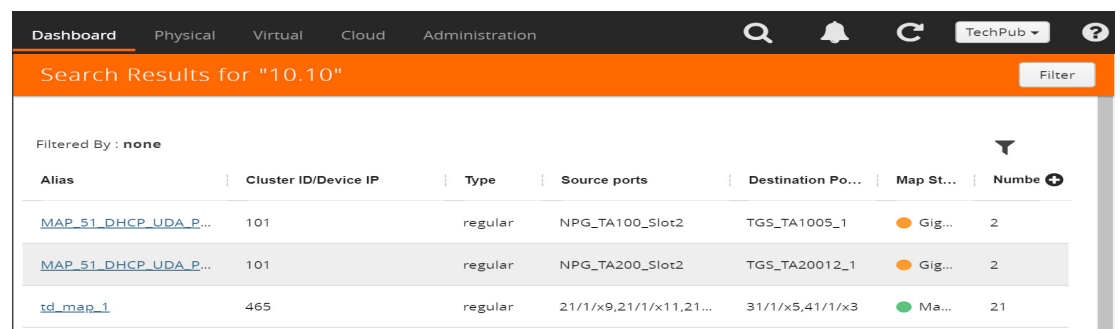 Dashboard Physical Virtual Cloud Administration TechPub ?
Search Results for "10.10" Filter
Filtered By : none
Alias Cluster ID/Device IP Type Source ports Destination Po... Map St... Numbe
MAP_51_DHCP_UDA_P... 101 regular NPG_TA100_Slot2 TGS_TA1005_1 Gig... 2
MAP_51_DHCP_UDA_P... 101 regular NPG_TA200_Slot2 TGS_TA20012_1 Gig... 2
td_map_1 465 regular 21/1/x9,21/1/x11,21... 31/1/x5,41/1/x3 Ma... 21